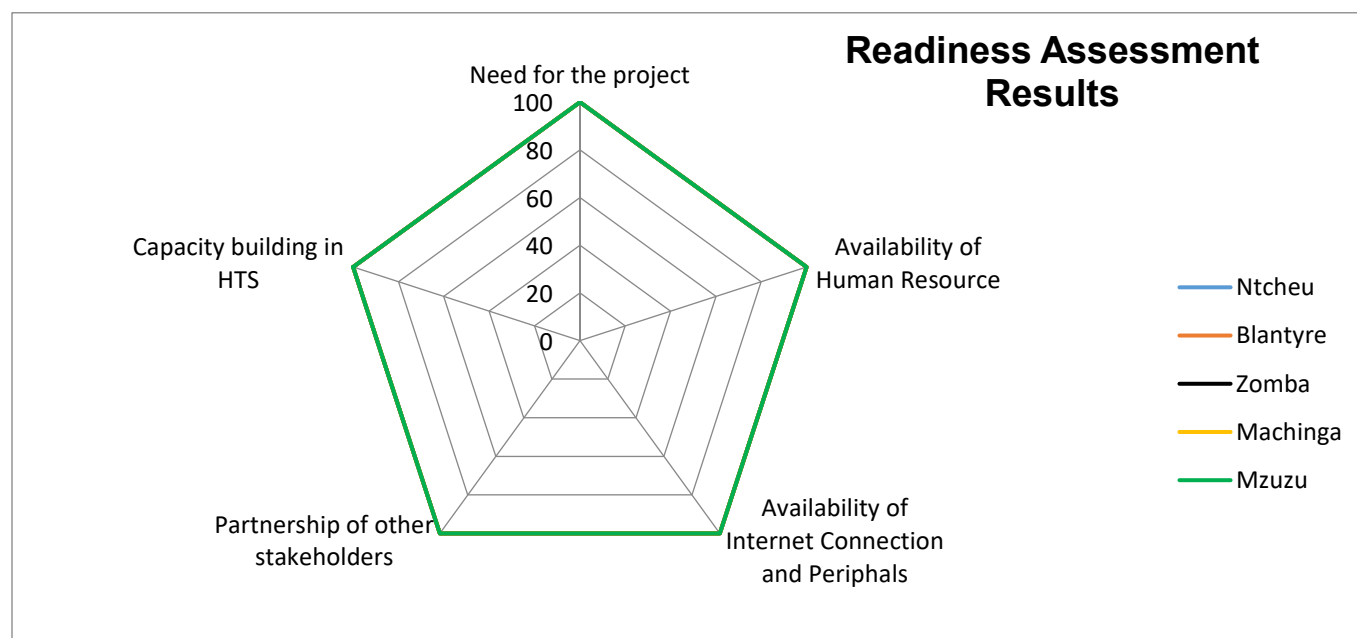 Readiness Assessment
Results
Need for the project
100
80
60
40
20
0
Availability of
Human Resource
Availability of
Internet Connection
and Periphals
Partnership of other
stakeholders
Capacity building in
HTS
Ntcheu
Blantyre
Zomba
Machinga
Mzuzu